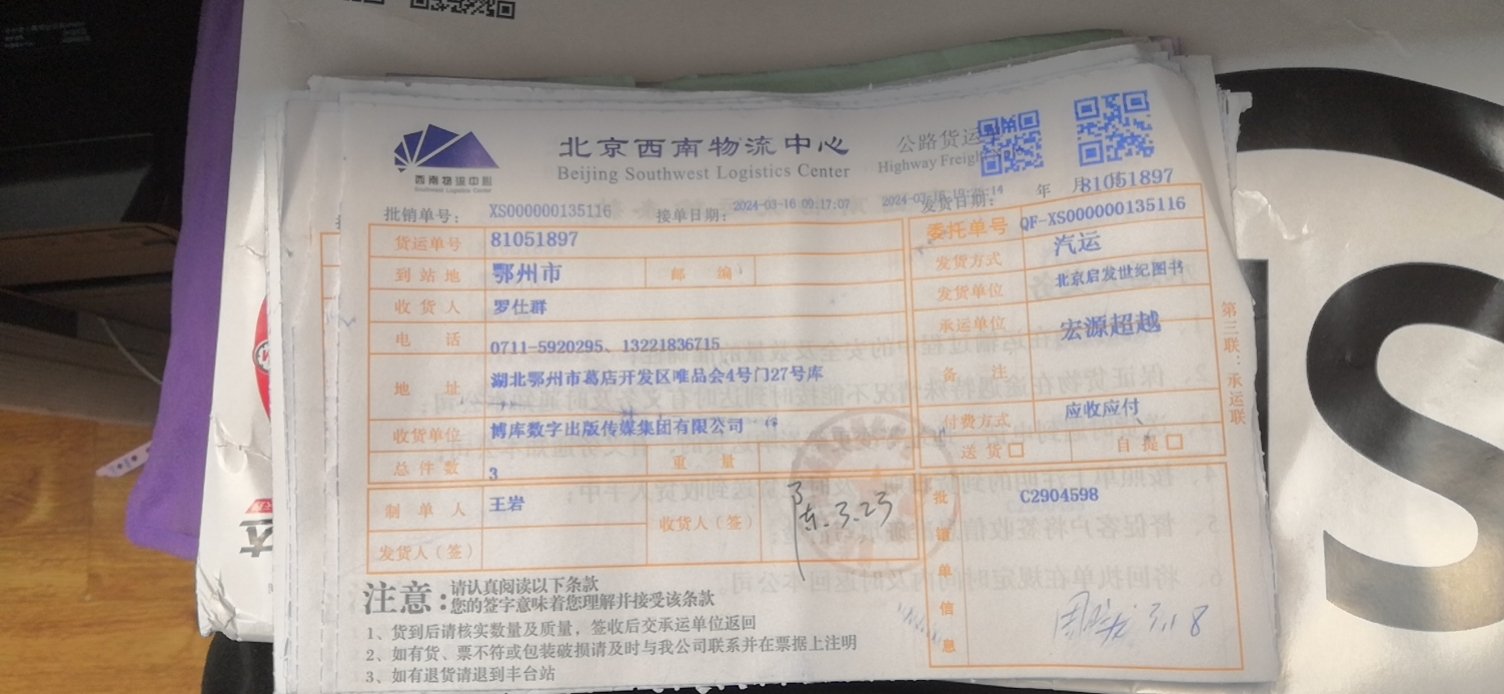 北京西南物流中心
公路货运
Beijing Southwest Logistics Center
Highway Freigh
西南物流中心
Southwest Logistics Center
81051897
批销单号: XS000000135116 接单日期: 2024-03-16 09:17:07 发货日期: 年 月
货运单号 81051897 委托单号 QF-XS000000135116
到站地 鄂州市 邮 编 发货方式 汽运
收货人 罗仕群 发货单位 北京启发世纪图书
电 话 0711-5920295、13221836715 承运单位 宏源超越
地 址 湖北鄂州市葛店开发区唯品会4号门27号库 备 注
收货单位 博库数字出版传媒集团有限公司 付费方式 应收应付
总件数 3 重 量 送货□ 自提□
制单人 王岩 收货人(签) 陈.3.23 批销单信息 C2904598
发货人(签)
第三联:承运联
注意: 请认真阅读以下条款
您的签字意味着您理解并接受该条款
1、货到后请核实数量及质量，签收后交承运单位返回
2、如有货、票不符或包装破损请及时与我公司联系并在票据上注明
3、如有退货请退到丰台站